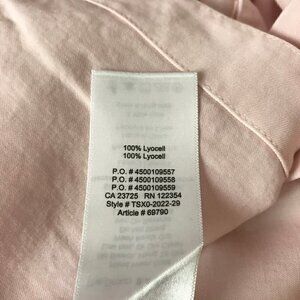 100% Lyocell
100% Lyocell
P.O. # 4500109557
P.O. # 4500109558
P.O. # 4500109559
CA 23725 RN 122354
Style # TSX0-2022-29
Article # 69790